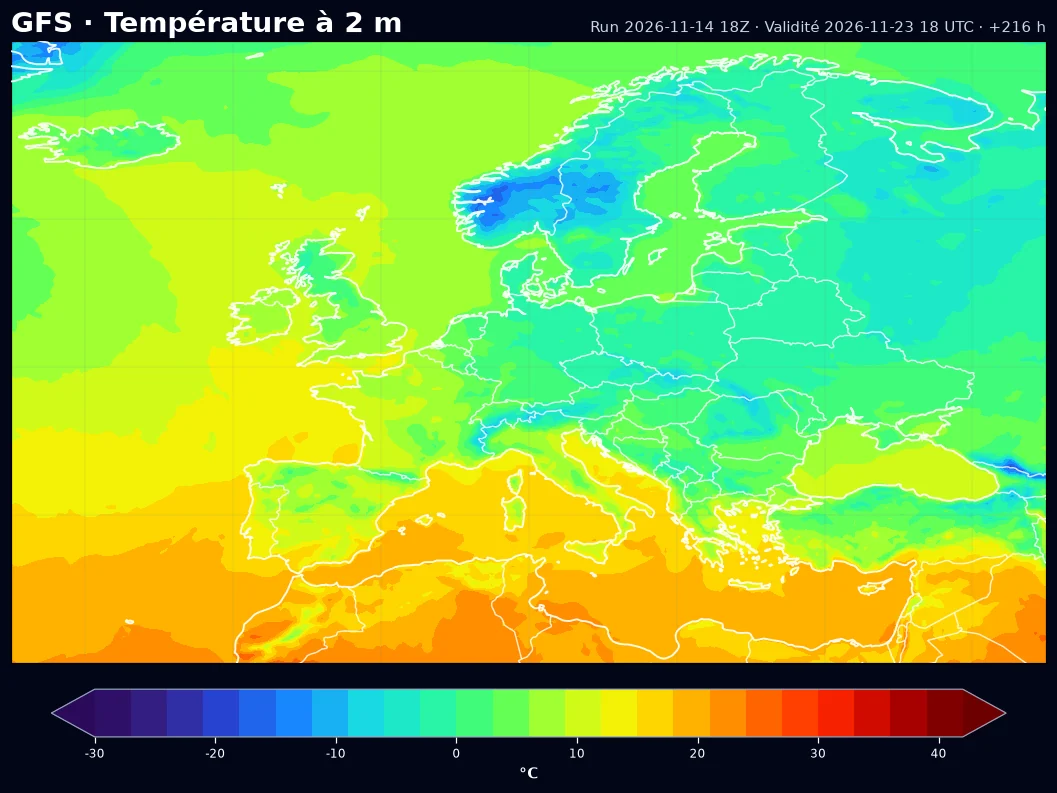 GFS · Température à 2 m
Run 2026-11-14 18Z · Validité 2026-11-23 18 UTC · +216 h
-30 -20 -10 0 10 20 30 40
°C